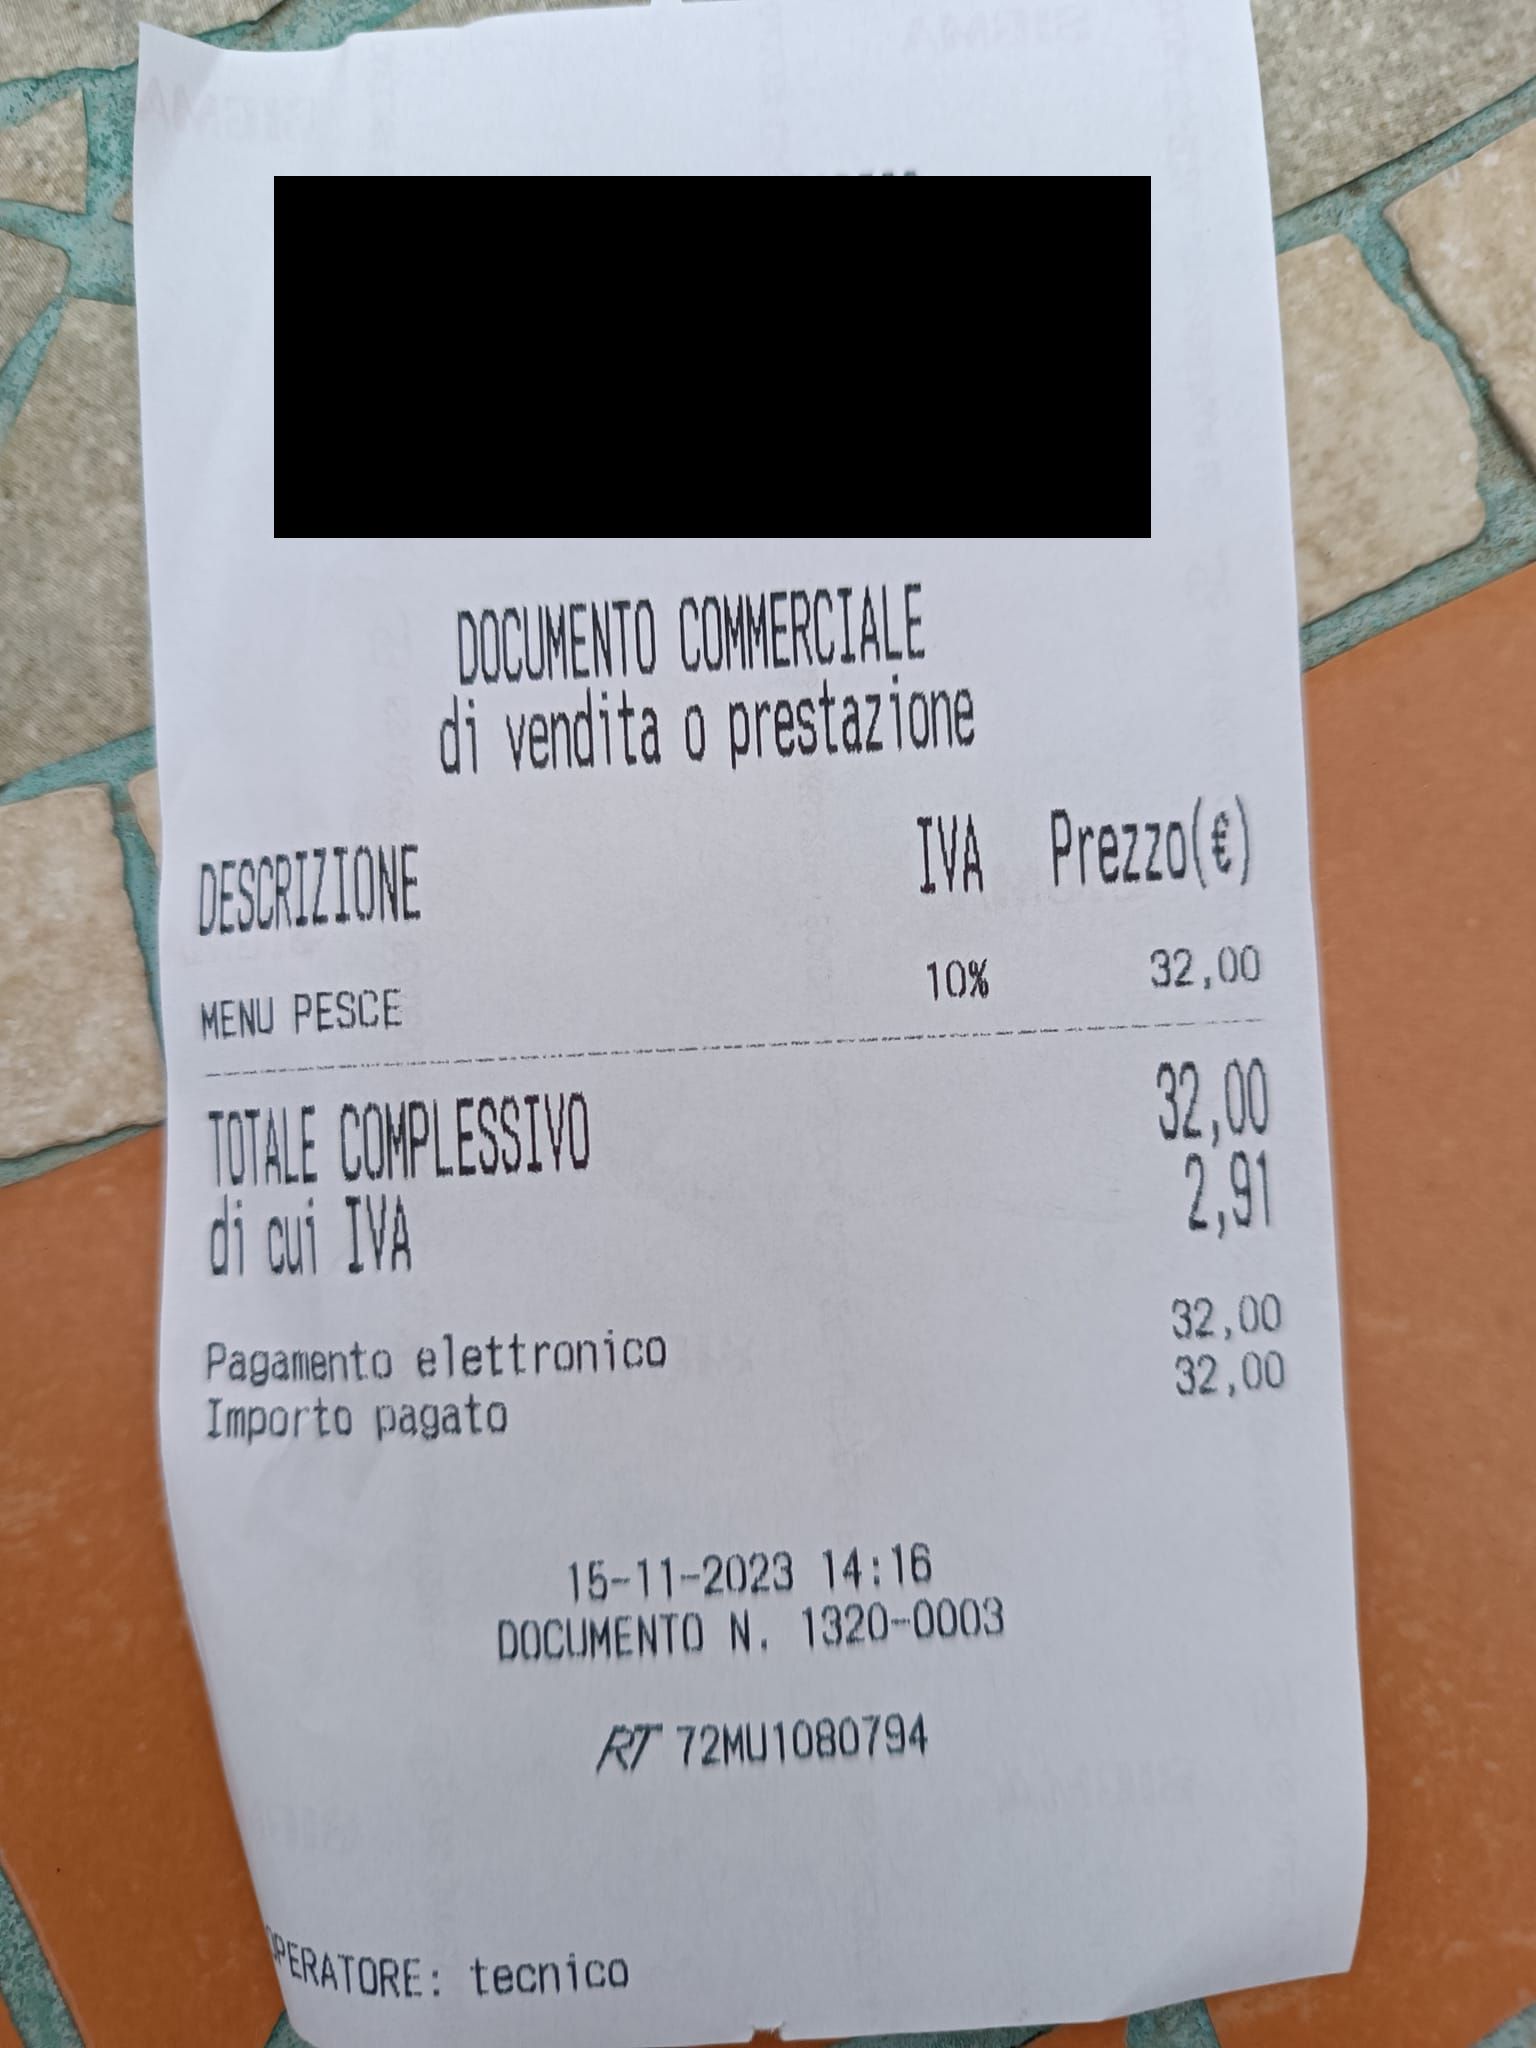 DOCUMENTO COMMERCIALE
di vendita o prestazione
DESCRIZIONE IVA Prezzo(€)
MENU PESCE 10% 32,00
TOTALE COMPLESSIVO 32,00
di cui IVA 2,91
Pagamento elettronico 32,00
Importo pagato 32,00
15-11-2023 14:16
DOCUMENTO N. 1320-0003
RT 72MU1080794
OPERATORE: tecnico